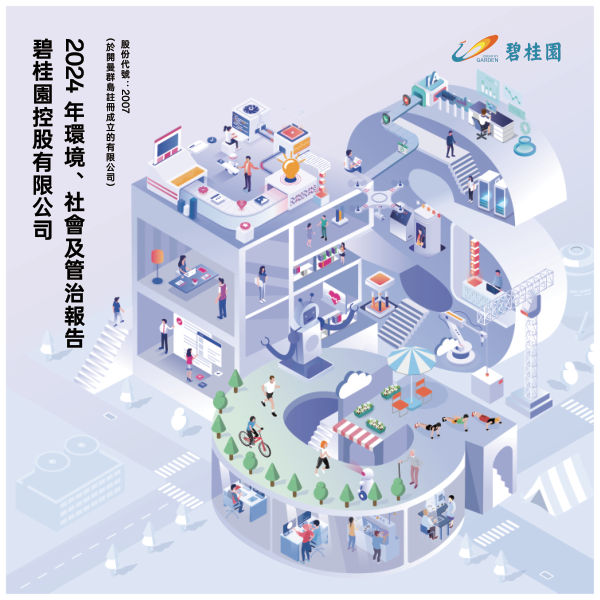 碧桂園控股有限公司
2024 年環境、社會及管治報告
(於開曼群島註冊成立的有限公司)
股份代號：2007
碧桂園
GARDEN